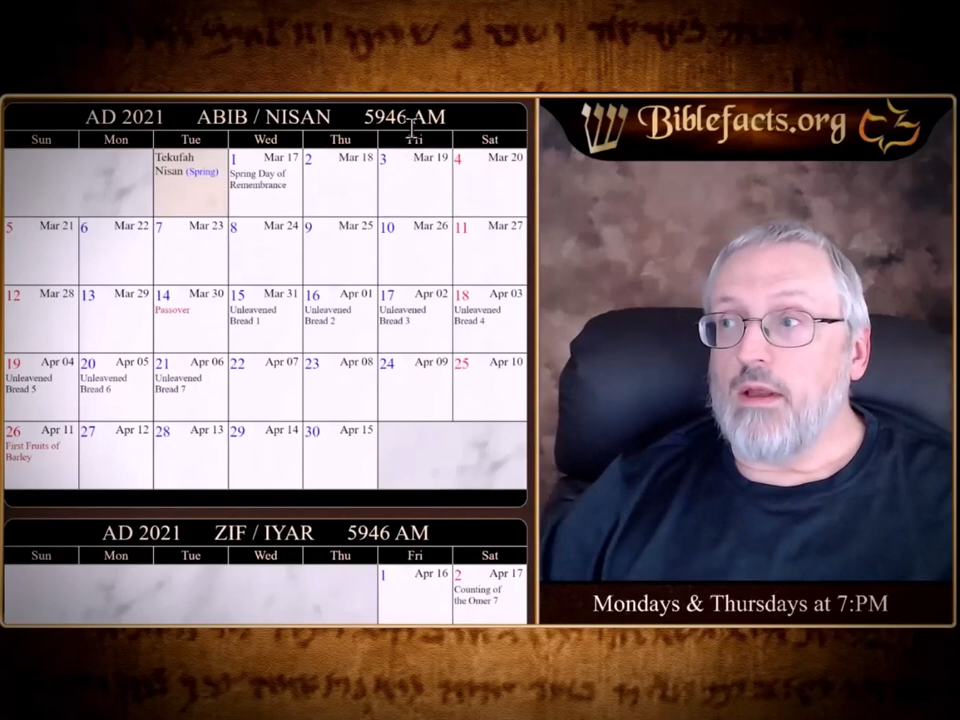 AD 2021 ABIB / NISAN 5946 AM
Sun Mon Tue Wed Thu Fri Sat
Tekufah
Nisan (Spring)
1 Mar 17
Spring Day of
Remembrance
2 Mar 18
3 Mar 19
4 Mar 20
5 Mar 21
6 Mar 22
7 Mar 23
8 Mar 24
9 Mar 25
10 Mar 26
11 Mar 27
12 Mar 28
13 Mar 29
14 Mar 30
Passover
15 Mar 31
Unleavened
Bread 1
16 Apr 01
Unleavened
Bread 2
17 Apr 02
Unleavened
Bread 3
18 Apr 03
Unleavened
Bread 4
19 Apr 04
Unleavened
Bread 5
20 Apr 05
Unleavened
Bread 6
21 Apr 06
Unleavened
Bread 7
22 Apr 07
23 Apr 08
24 Apr 09
25 Apr 10
26 Apr 11
First Fruits of
Barley
27 Apr 12
28 Apr 13
29 Apr 14
30 Apr 15
AD 2021 ZIF / IYAR 5946 AM
Sun Mon Tue Wed Thu Fri Sat
1 Apr 16
2 Apr 17
Counting of
the Omer 7
Biblefacts.org
Mondays & Thursdays at 7:PM